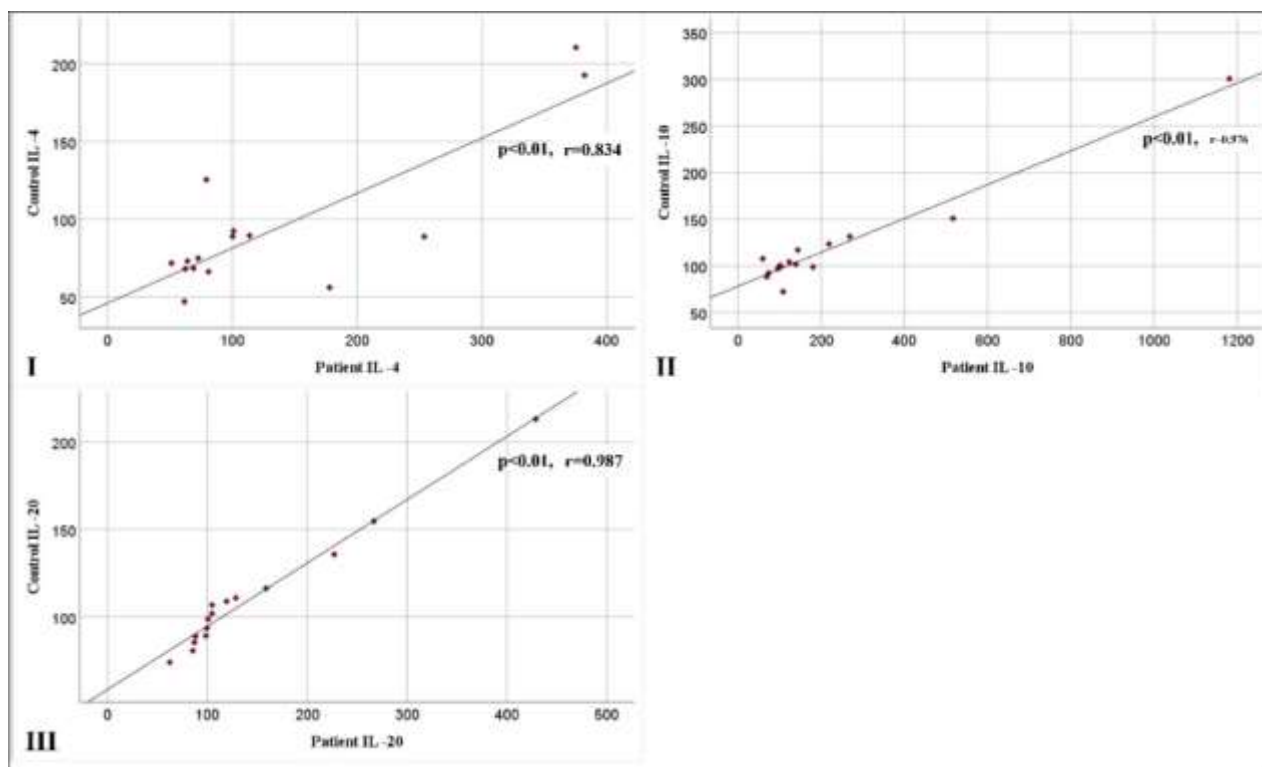 200
150
100
50
Control IL -4
p<0.01, r=0.834
0 100 200 300 400
I
Patient IL -4
350
300
250
200
150
100
50
Control IL -10
p<0.01, r=0.976
0 200 400 600 800 1000 1200
II
Patient IL -10
200
150
100
Control IL -20
p<0.01, r=0.987
0 100 200 300 400 500
III
Patient IL -20